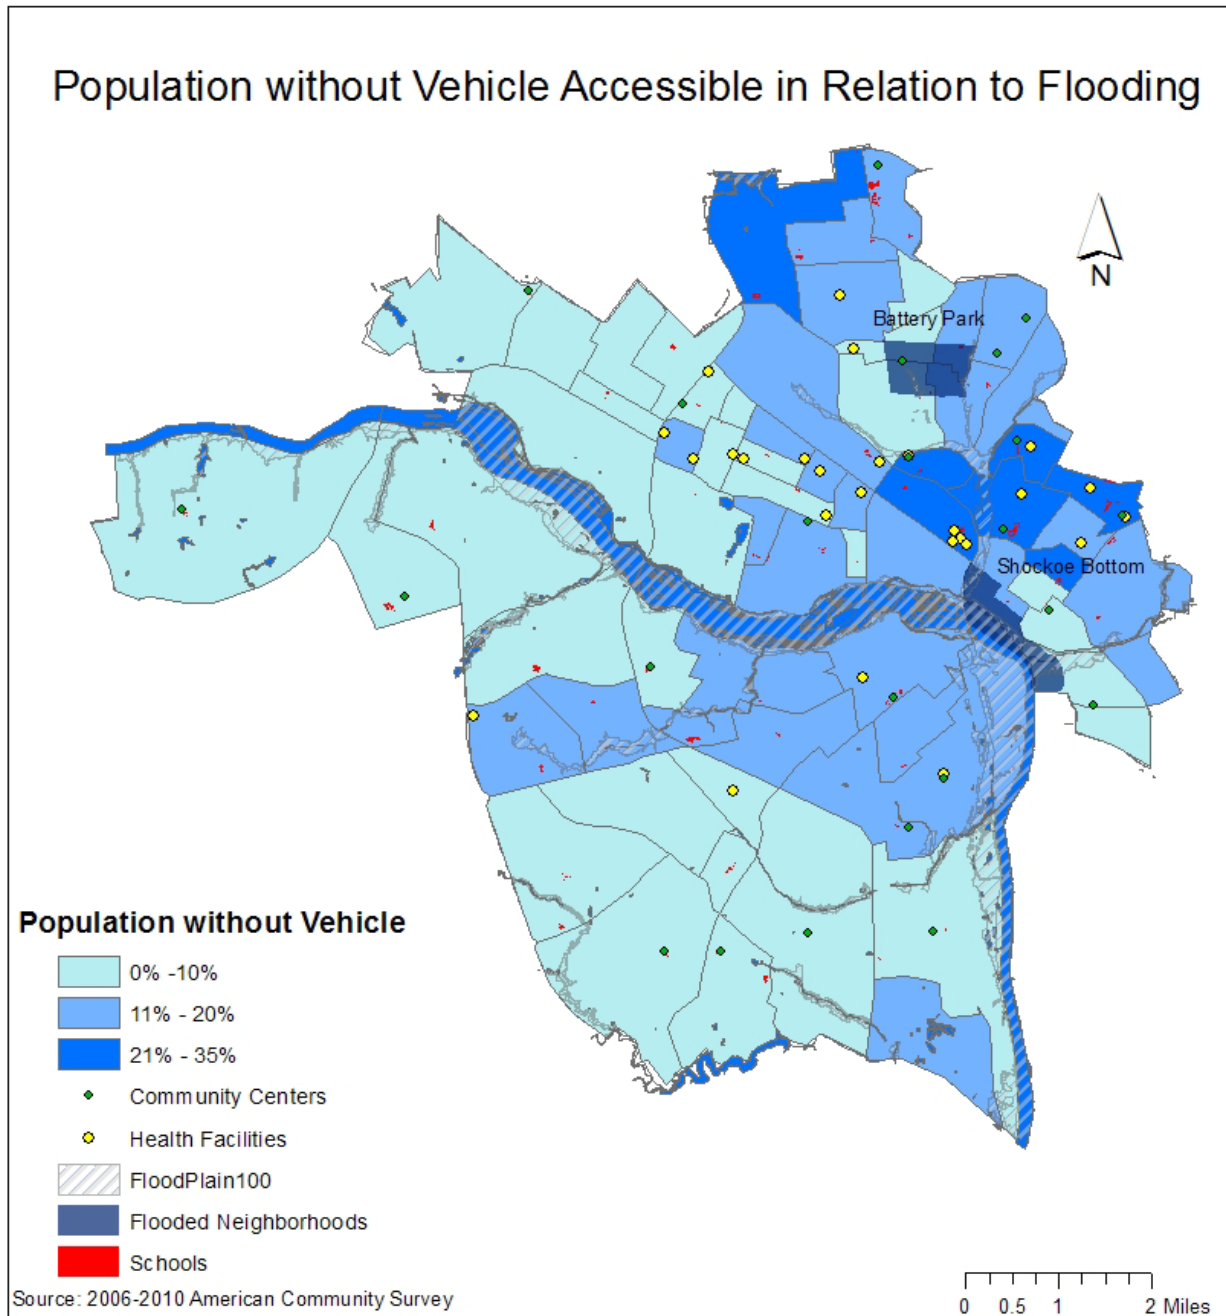 Population without Vehicle Accessible in Relation to Flooding
N
Battery Park
Shockoe Bottom
Population without Vehicle
0% -10%
11% - 20%
21% - 35%
Community Centers
Health Facilities
FloodPlain100
Flooded Neighborhoods
Schools
Source: 2006-2010 American Community Survey
0 0.5 1 2 Miles